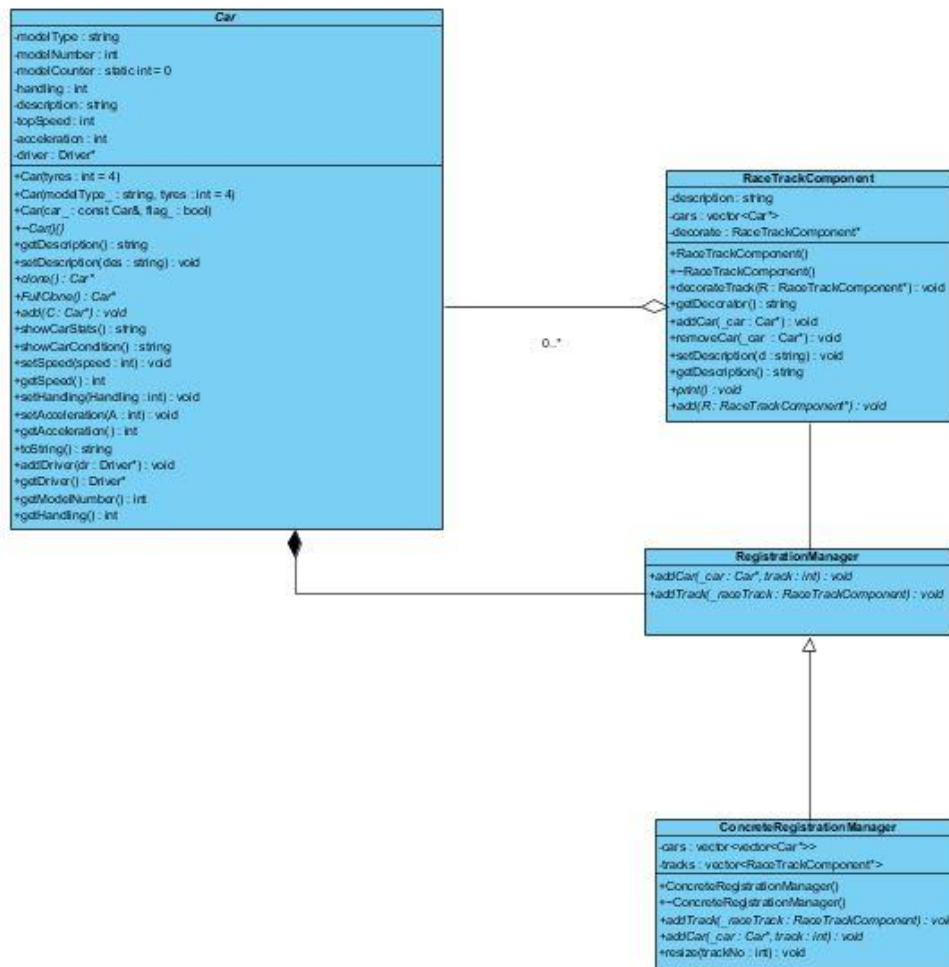 Car
-modelType : string
-modelNumber : int
-modelCounter : static int = 0
-handling : int
-description : string
-topSpeed : int
-acceleration : int
-driver : Driver*
+Car(tyres : int = 4)
+Car(modelType_ : string, tyres : int = 4)
+Car(car_ : const Car&, flag_ : bool)
+~Car()()
+getDescription() : string
+setDescription(des : string) : void
+clone() : Car*
+FullClone() : Car*
+add(C : Car*) : void
+showCarStats() : string
+showCarCondition() : string
+setSpeed(speed : int) : void
+getSpeed() : int
+setHandling(Handling : int) : void
+setAcceleration(A : int) : void
+getAcceleration() : int
+toString() : string
+addDriver(dr : Driver*) : void
+getDriver() : Driver*
+getModelNumber() : int
+getHandling() : int
0..*
RaceTrackComponent
-description : string
-cars : vector<Car*>
-decorate : RaceTrackComponent*
+RaceTrackComponent()
+~RaceTrackComponent()
+decorateTrack(R : RaceTrackComponent*) : void
+getDecorator() : string
+addCar(_car : Car*) : void
+removeCar(_car : Car*) : void
+setDescription(d : string) : void
+getDescription() : string
+print() : void
+add(R : RaceTrackComponent*) : void
RegistrationManager
+addCar(_car : Car*, track : int) : void
+addTrack(_raceTrack : RaceTrackComponent) : void
ConcreteRegistrationManager
-cars : vector<vector<Car*>>
-tracks : vector<RaceTrackComponent*>
+ConcreteRegistrationManager()
+~ConcreteRegistrationManager()
+addTrack(_raceTrack : RaceTrackComponent) : voi
+addCar(_car : Car*, track : int) : void
+resize(trackNo : int) : void